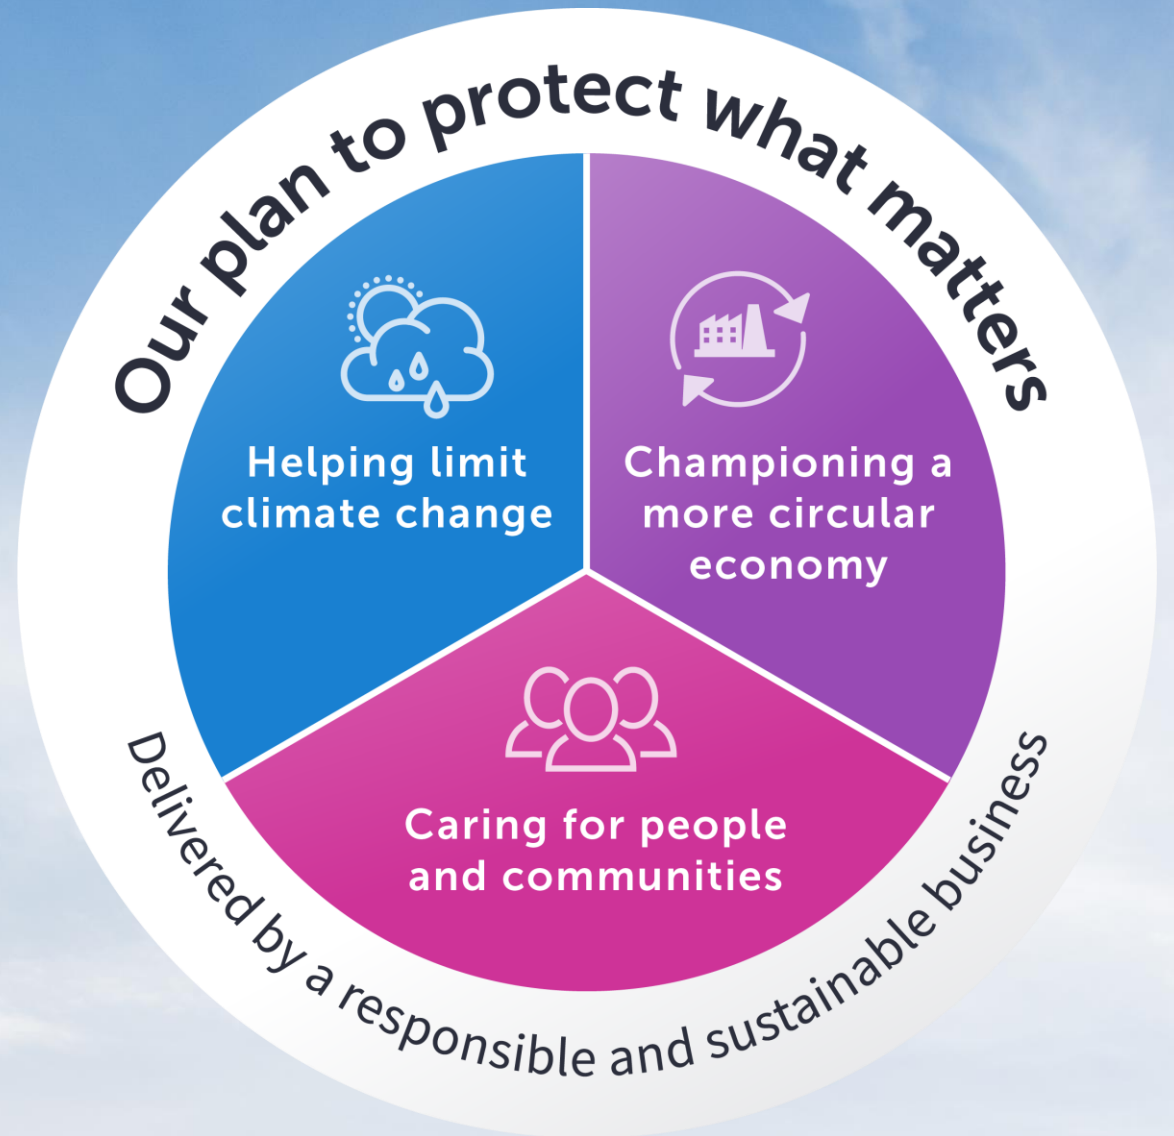 Our plan to protect what matters
Helping limit
climate change
Championing a
more circular
economy
Caring for people
and communities
Delivered by a responsible and sustainable business